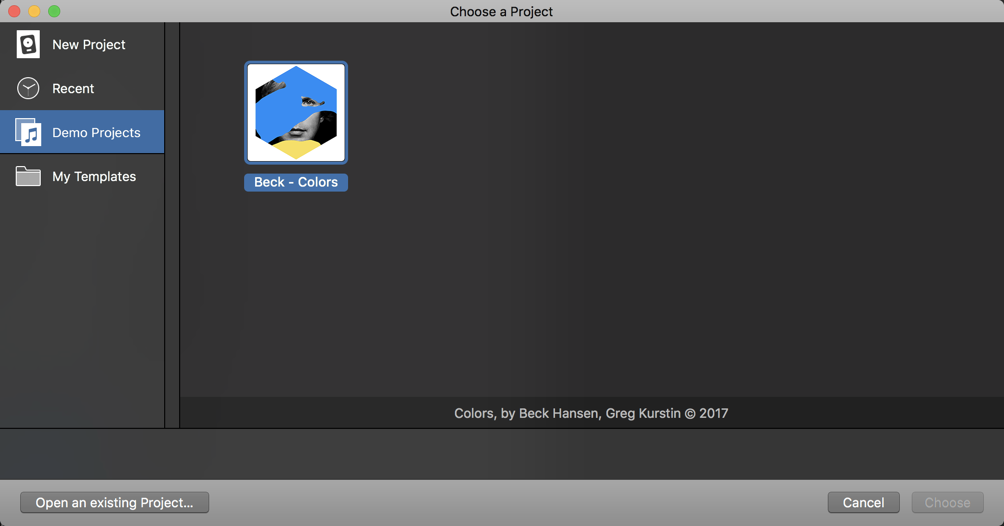 Choose a Project
New Project
Recent
Demo Projects
My Templates
Beck - Colors
Colors, by Beck Hansen, Greg Kurstin © 2017
Open an existing Project...
Cancel
Choose